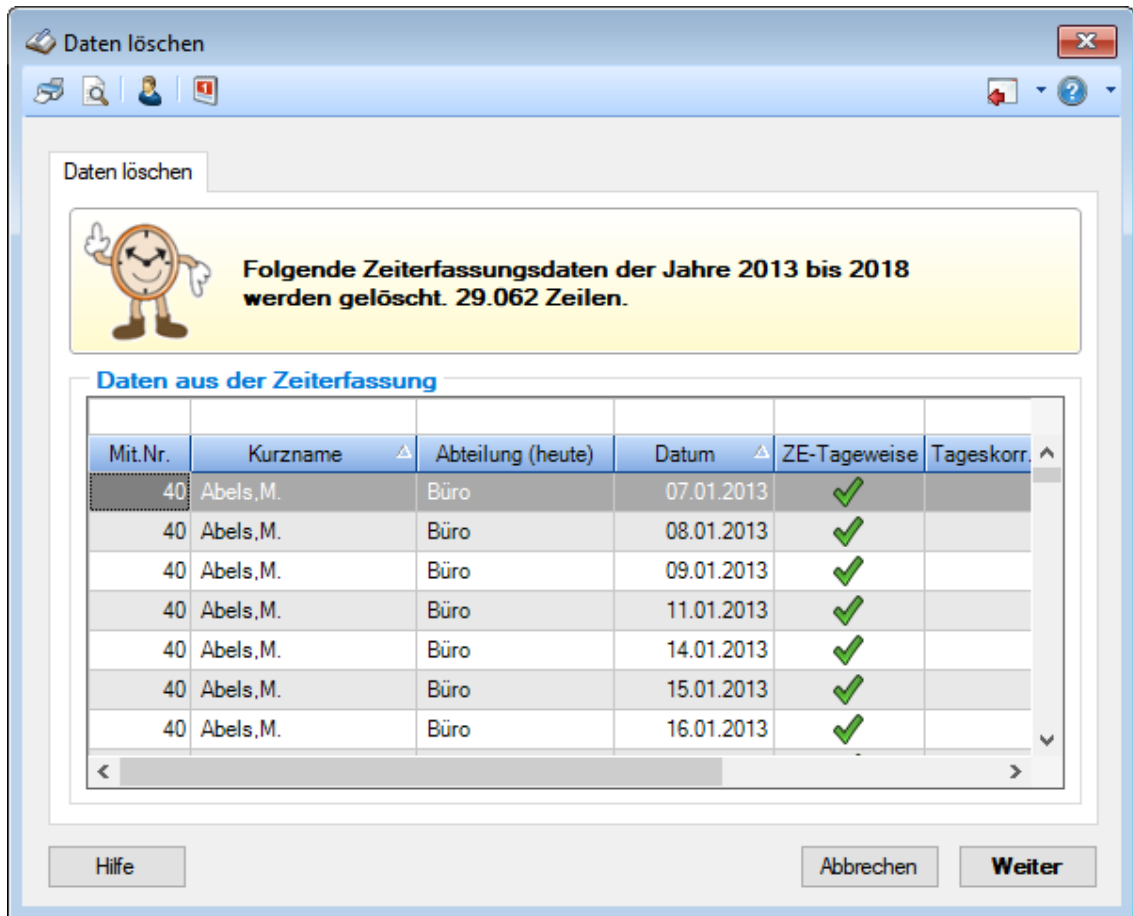 Daten löschen
Daten löschen
Folgende Zeiterfassungsdaten der Jahre 2013 bis 2018
werden gelöscht. 29.062 Zeilen.
Daten aus der Zeiterfassung
Mit.Nr. Kurzname Abteilung (heute) Datum ZE-Tageweise Tageskorr.
40 Abels,M. Büro 07.01.2013
40 Abels,M. Büro 08.01.2013
40 Abels,M. Büro 09.01.2013
40 Abels,M. Büro 11.01.2013
40 Abels,M. Büro 14.01.2013
40 Abels,M. Büro 15.01.2013
40 Abels,M. Büro 16.01.2013
Hilfe Abbrechen Weiter